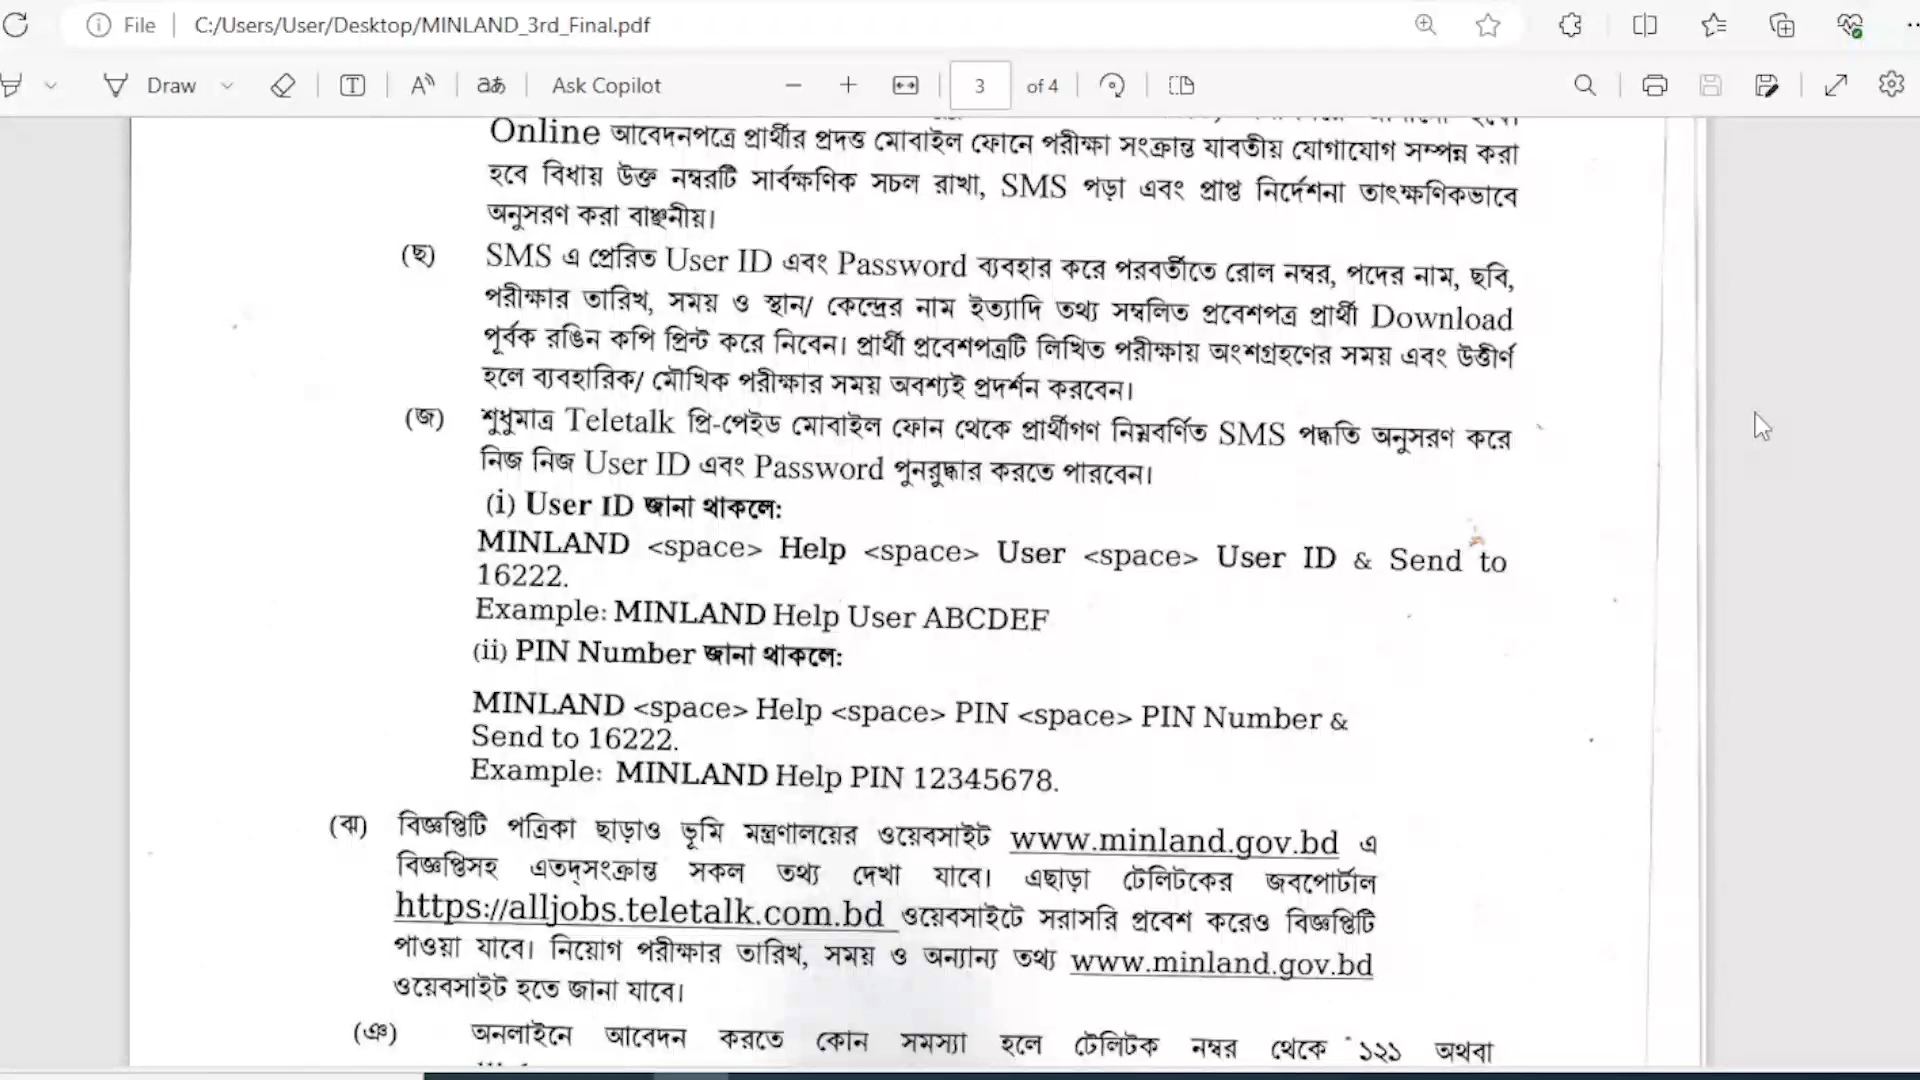 File C:/Users/User/Desktop/MINLAND_3rd_Final.pdf
Draw Ask Copilot 3 of 4
Online আবেদনপত্রে প্রার্থীর প্রদত্ত মোবাইল ফোনে পরীক্ষা সংক্রান্ত যাবতীয় যোগাযোগ সম্পন্ন করা
হবে বিধায় উক্ত নম্বরটি সার্বক্ষণিক সচল রাখা, SMS পড়া এবং প্রাপ্ত নির্দেশনা তাৎক্ষণিকভাবে
অনুসরণ করা বাঞ্ছনীয়।
(ছ) SMS এ প্রেরিত User ID এবং Password ব্যবহার করে পরবর্তীতে রোল নম্বর, পদের নাম, ছবি,
পরীক্ষার তারিখ, সময় ও স্থান/ কেন্দ্রের নাম ইত্যাদি তথ্য সম্বলিত প্রবেশপত্র প্রার্থী Download
পূর্বক রঙিন কপি প্রিন্ট করে নিবেন। প্রার্থী প্রবেশপত্রটি লিখিত পরীক্ষায় অংশগ্রহণের সময় এবং উত্তীর্ণ
হলে ব্যবহারিক/ মৌখিক পরীক্ষার সময় অবশ্যই প্রদর্শন করবেন।
(জ) শুধুমাত্র Teletalk প্রি-পেইড মোবাইল ফোন থেকে প্রার্থীগণ নিম্নবর্ণিত SMS পদ্ধতি অনুসরণ করে
নিজ নিজ User ID এবং Password পুনরুদ্ধার করতে পারবেন।
(i) User ID জানা থাকলে:
MINLAND <space> Help <space> User <space> User ID & Send to
16222.
Example: MINLAND Help User ABCDEF
(ii) PIN Number জানা থাকলে:
MINLAND <space> Help <space> PIN <space> PIN Number &
Send to 16222.
Example: MINLAND Help PIN 12345678.
(ঝ) বিজ্ঞপ্তিটি পত্রিকা ছাড়াও ভূমি মন্ত্রণালয়ের ওয়েবসাইট www.minland.gov.bd এ
বিজ্ঞপ্তিসহ এতদ্সংক্রান্ত সকল তথ্য দেখা যাবে। এছাড়া টেলিটকের জবপোর্টাল
https://alljobs.teletalk.com.bd ওয়েবসাইটে সরাসরি প্রবেশ করেও বিজ্ঞপ্তিটি
পাওয়া যাবে। নিয়োগ পরীক্ষার তারিখ, সময় ও অন্যান্য তথ্য www.minland.gov.bd
ওয়েবসাইট হতে জানা যাবে।
(ঞ) অনলাইনে আবেদন করতে কোন সমস্যা হলে টেলিটক নম্বর থেকে ১২১ অথবা